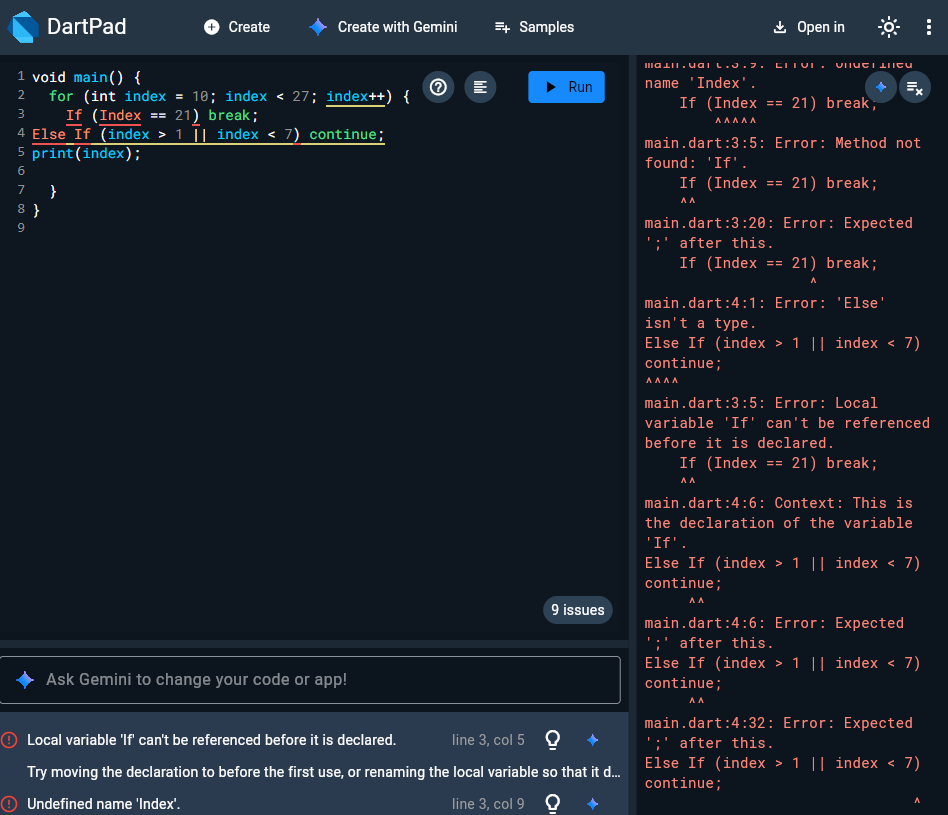 DartPad
Create
Create with Gemini
Samples
Open in
1 void main() {
2 for (int index = 10; index < 27; index++) {
3 If (Index == 21) break;
4 Else If (index > 1 || index < 7) continue;
5 print(index);
6
7 }
8 }
9
Run
9 issues
Ask Gemini to change your code or app!
Local variable 'If' can't be referenced before it is declared. line 3, col 5
Try moving the declaration to before the first use, or renaming the local variable so that it d...
Undefined name 'Index'. line 3, col 9
main.dart:3:9: Error: Undefined
name 'Index'.
If (Index == 21) break;
^^^^^
main.dart:3:5: Error: Method not
found: 'If'.
If (Index == 21) break;
^^
main.dart:3:20: Error: Expected
';' after this.
If (Index == 21) break;
^
main.dart:4:1: Error: 'Else'
isn't a type.
Else If (index > 1 || index < 7)
continue;
^^^^
main.dart:3:5: Error: Local
variable 'If' can't be referenced
before it is declared.
If (Index == 21) break;
^^
main.dart:4:6: Context: This is
the declaration of the variable
'If'.
Else If (index > 1 || index < 7)
continue;
^^
main.dart:4:6: Error: Expected
';' after this.
Else If (index > 1 || index < 7)
continue;
^^
main.dart:4:32: Error: Expected
';' after this.
Else If (index > 1 || index < 7)
continue;
^